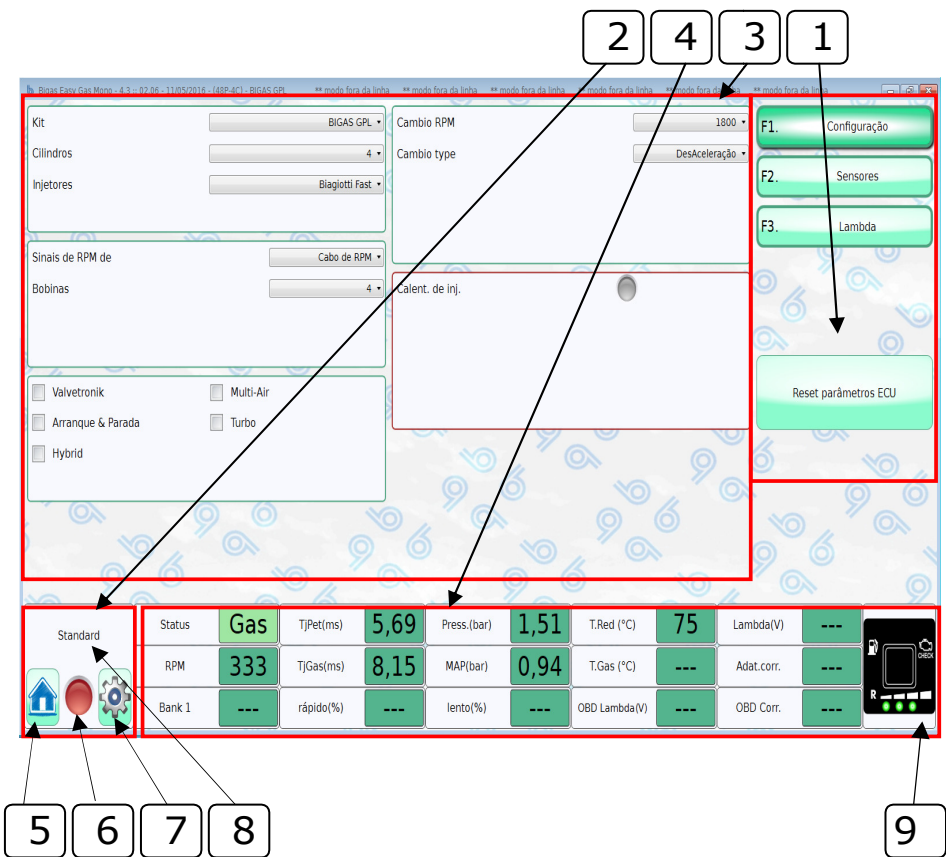 2 4 3 1
Bigas Easy Gas Mono - 4.3 :: 02.06 - 11/05/2016 - (48P-4C) - BIGAS GPL ** modo fora da linha ** modo fora da linha ** modo fora da linha ** modo fora da linha ** modo fora da linha ** modo fora da linha
Kit BIGAS GPL
Cilindros 4
Injetores Biagiotti Fast
Cambio RPM 1800
Cambio type DesAceleração
F1. Configuração
F2. Sensores
F3. Lambda
Sinais de RPM de Cabo de RPM
Bobinas 4
Calent. de inj.
Valvetronik Multi-Air
Arranque & Parada Turbo
Hybrid
Reset parâmetros ECU
Standard
Status Gas TjPet(ms) 5,69 Press.(bar) 1,51 T.Red (°C) 75 Lambda(V) ---
RPM 333 TjGas(ms) 8,15 MAP(bar) 0,94 T.Gas (°C) --- Adat.corr. ---
Bank 1 --- rápido(%) --- lento(%) --- OBD Lambda(V) --- OBD Corr. ---
CHECK
R
5 6 7 8 9